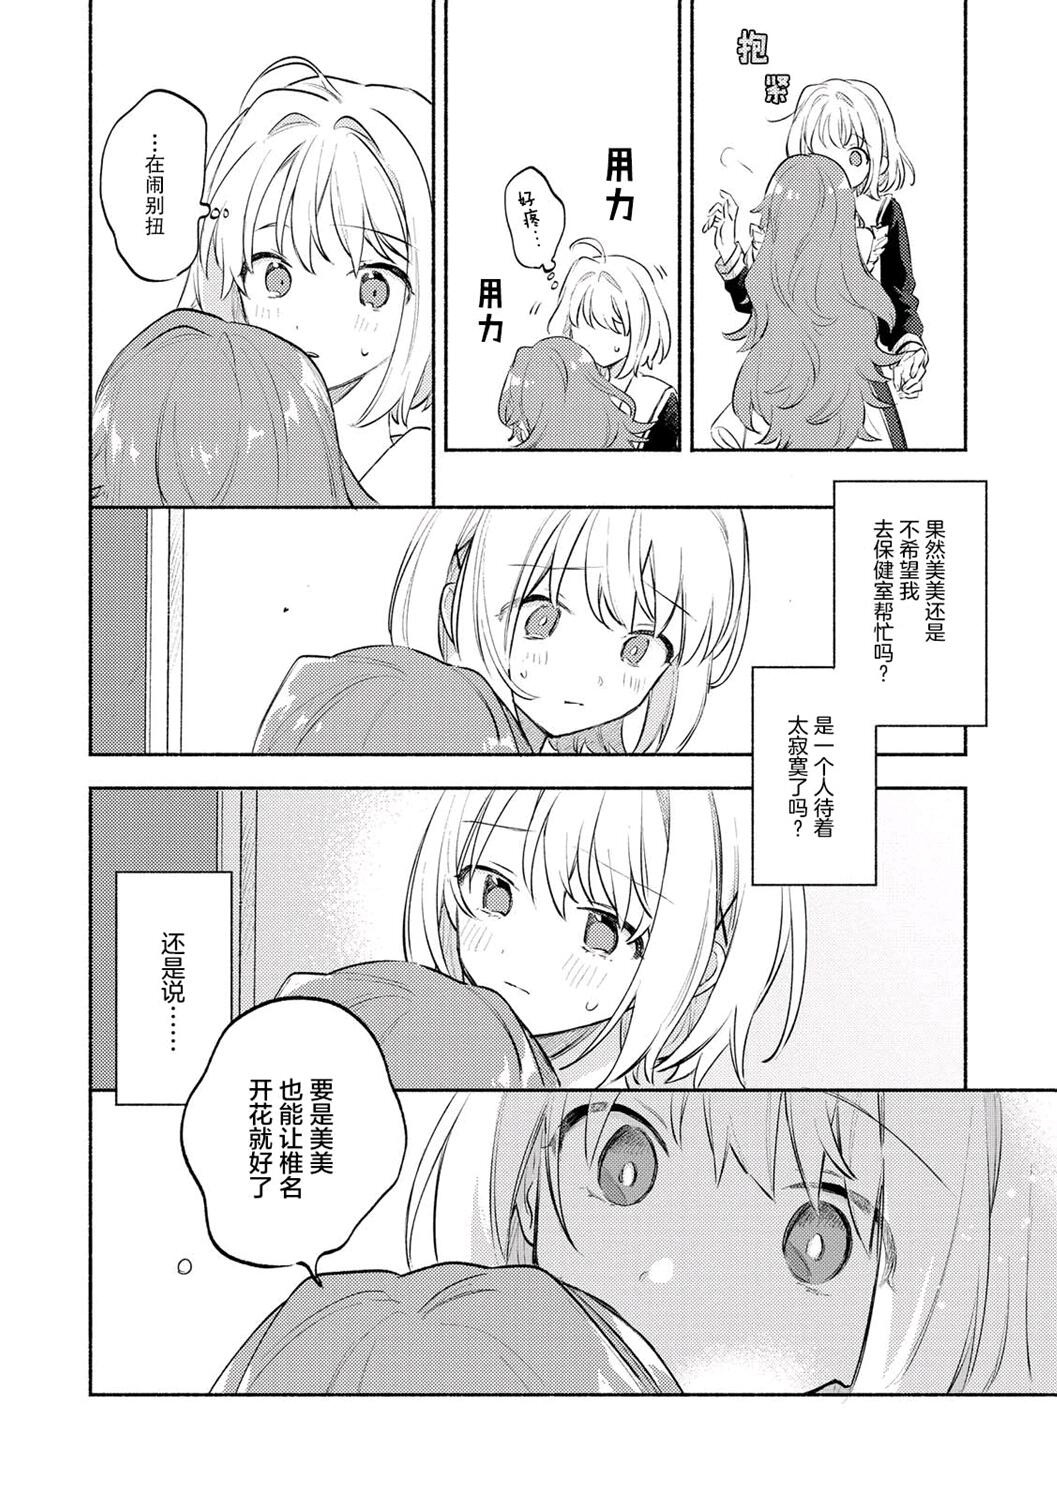 抱
紧
用力
好疼…
用力
…在闹别扭
果然美美还是
不希望我
去保健室帮忙吗？
是一个人待着
太寂寞了吗？
还是说……
要是美美
也能让椎名
开花就好了